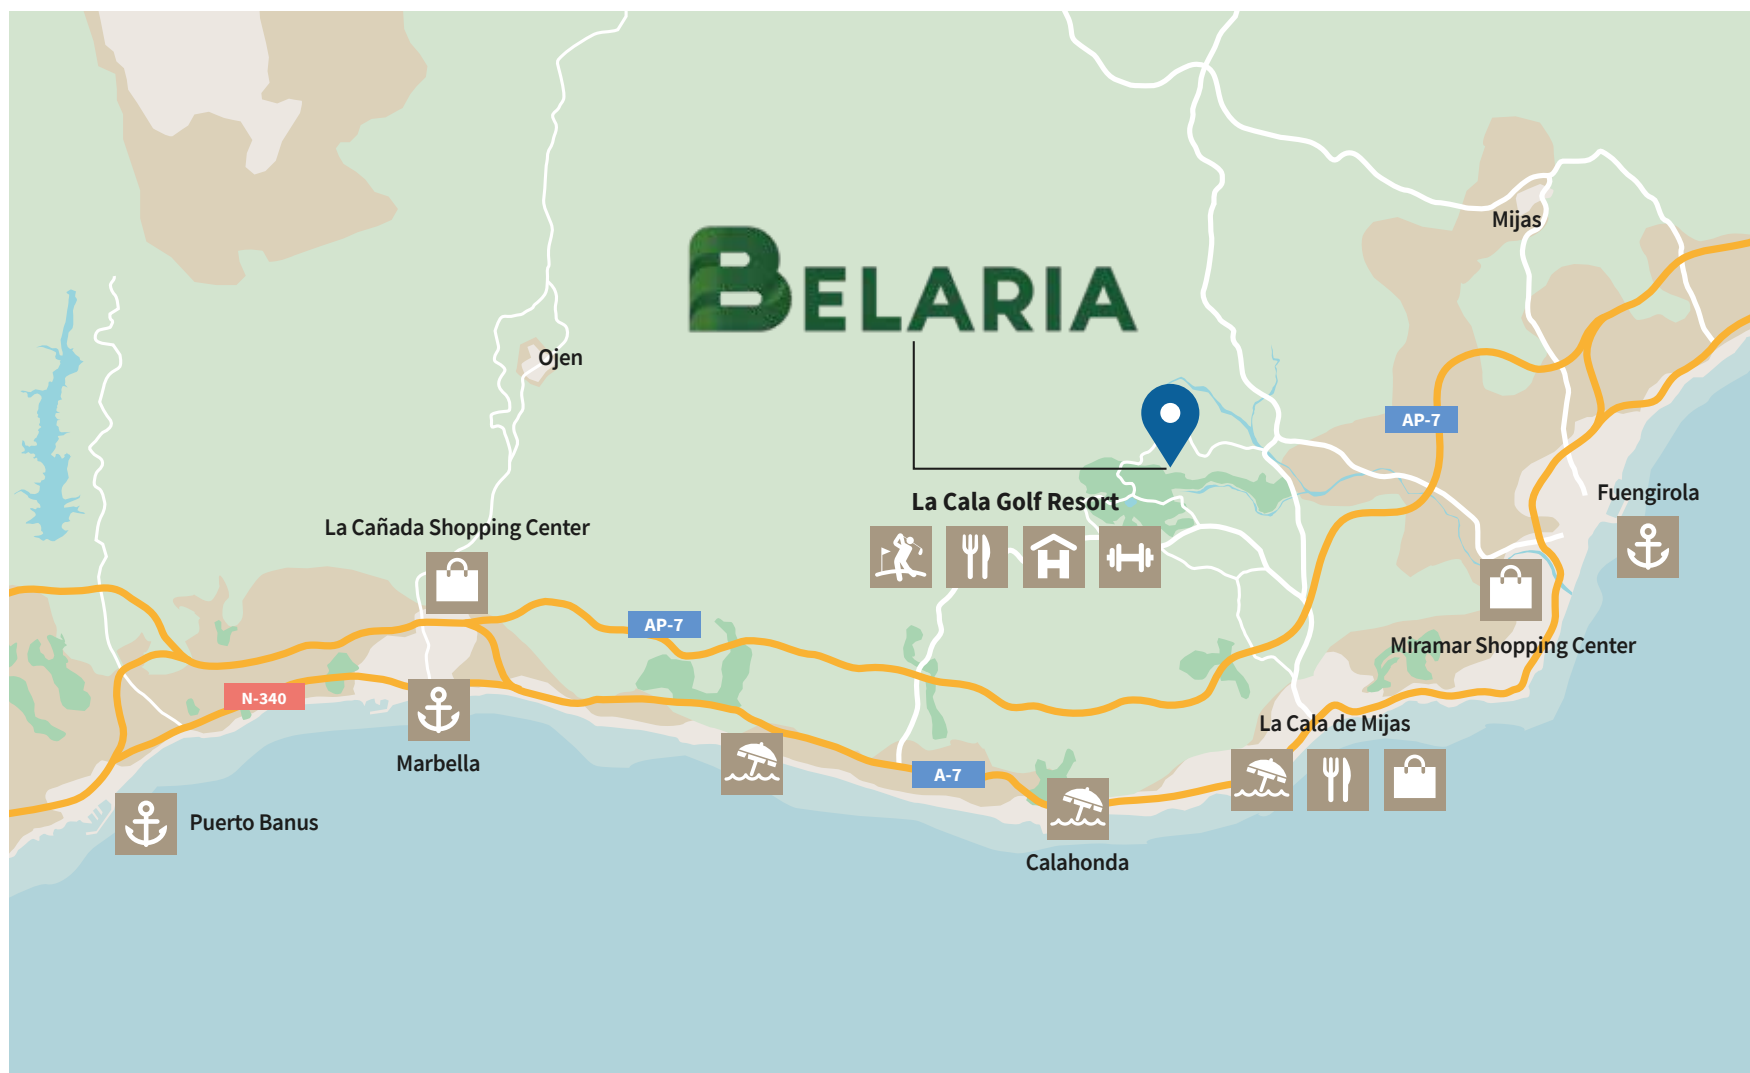 Mijas
BELARIA
Ojen
AP-7
La Cala Golf Resort
Fuengirola
La Cañada Shopping Center
AP-7
Miramar Shopping Center
N-340
La Cala de Mijas
Marbella
A-7
Puerto Banus
Calahonda